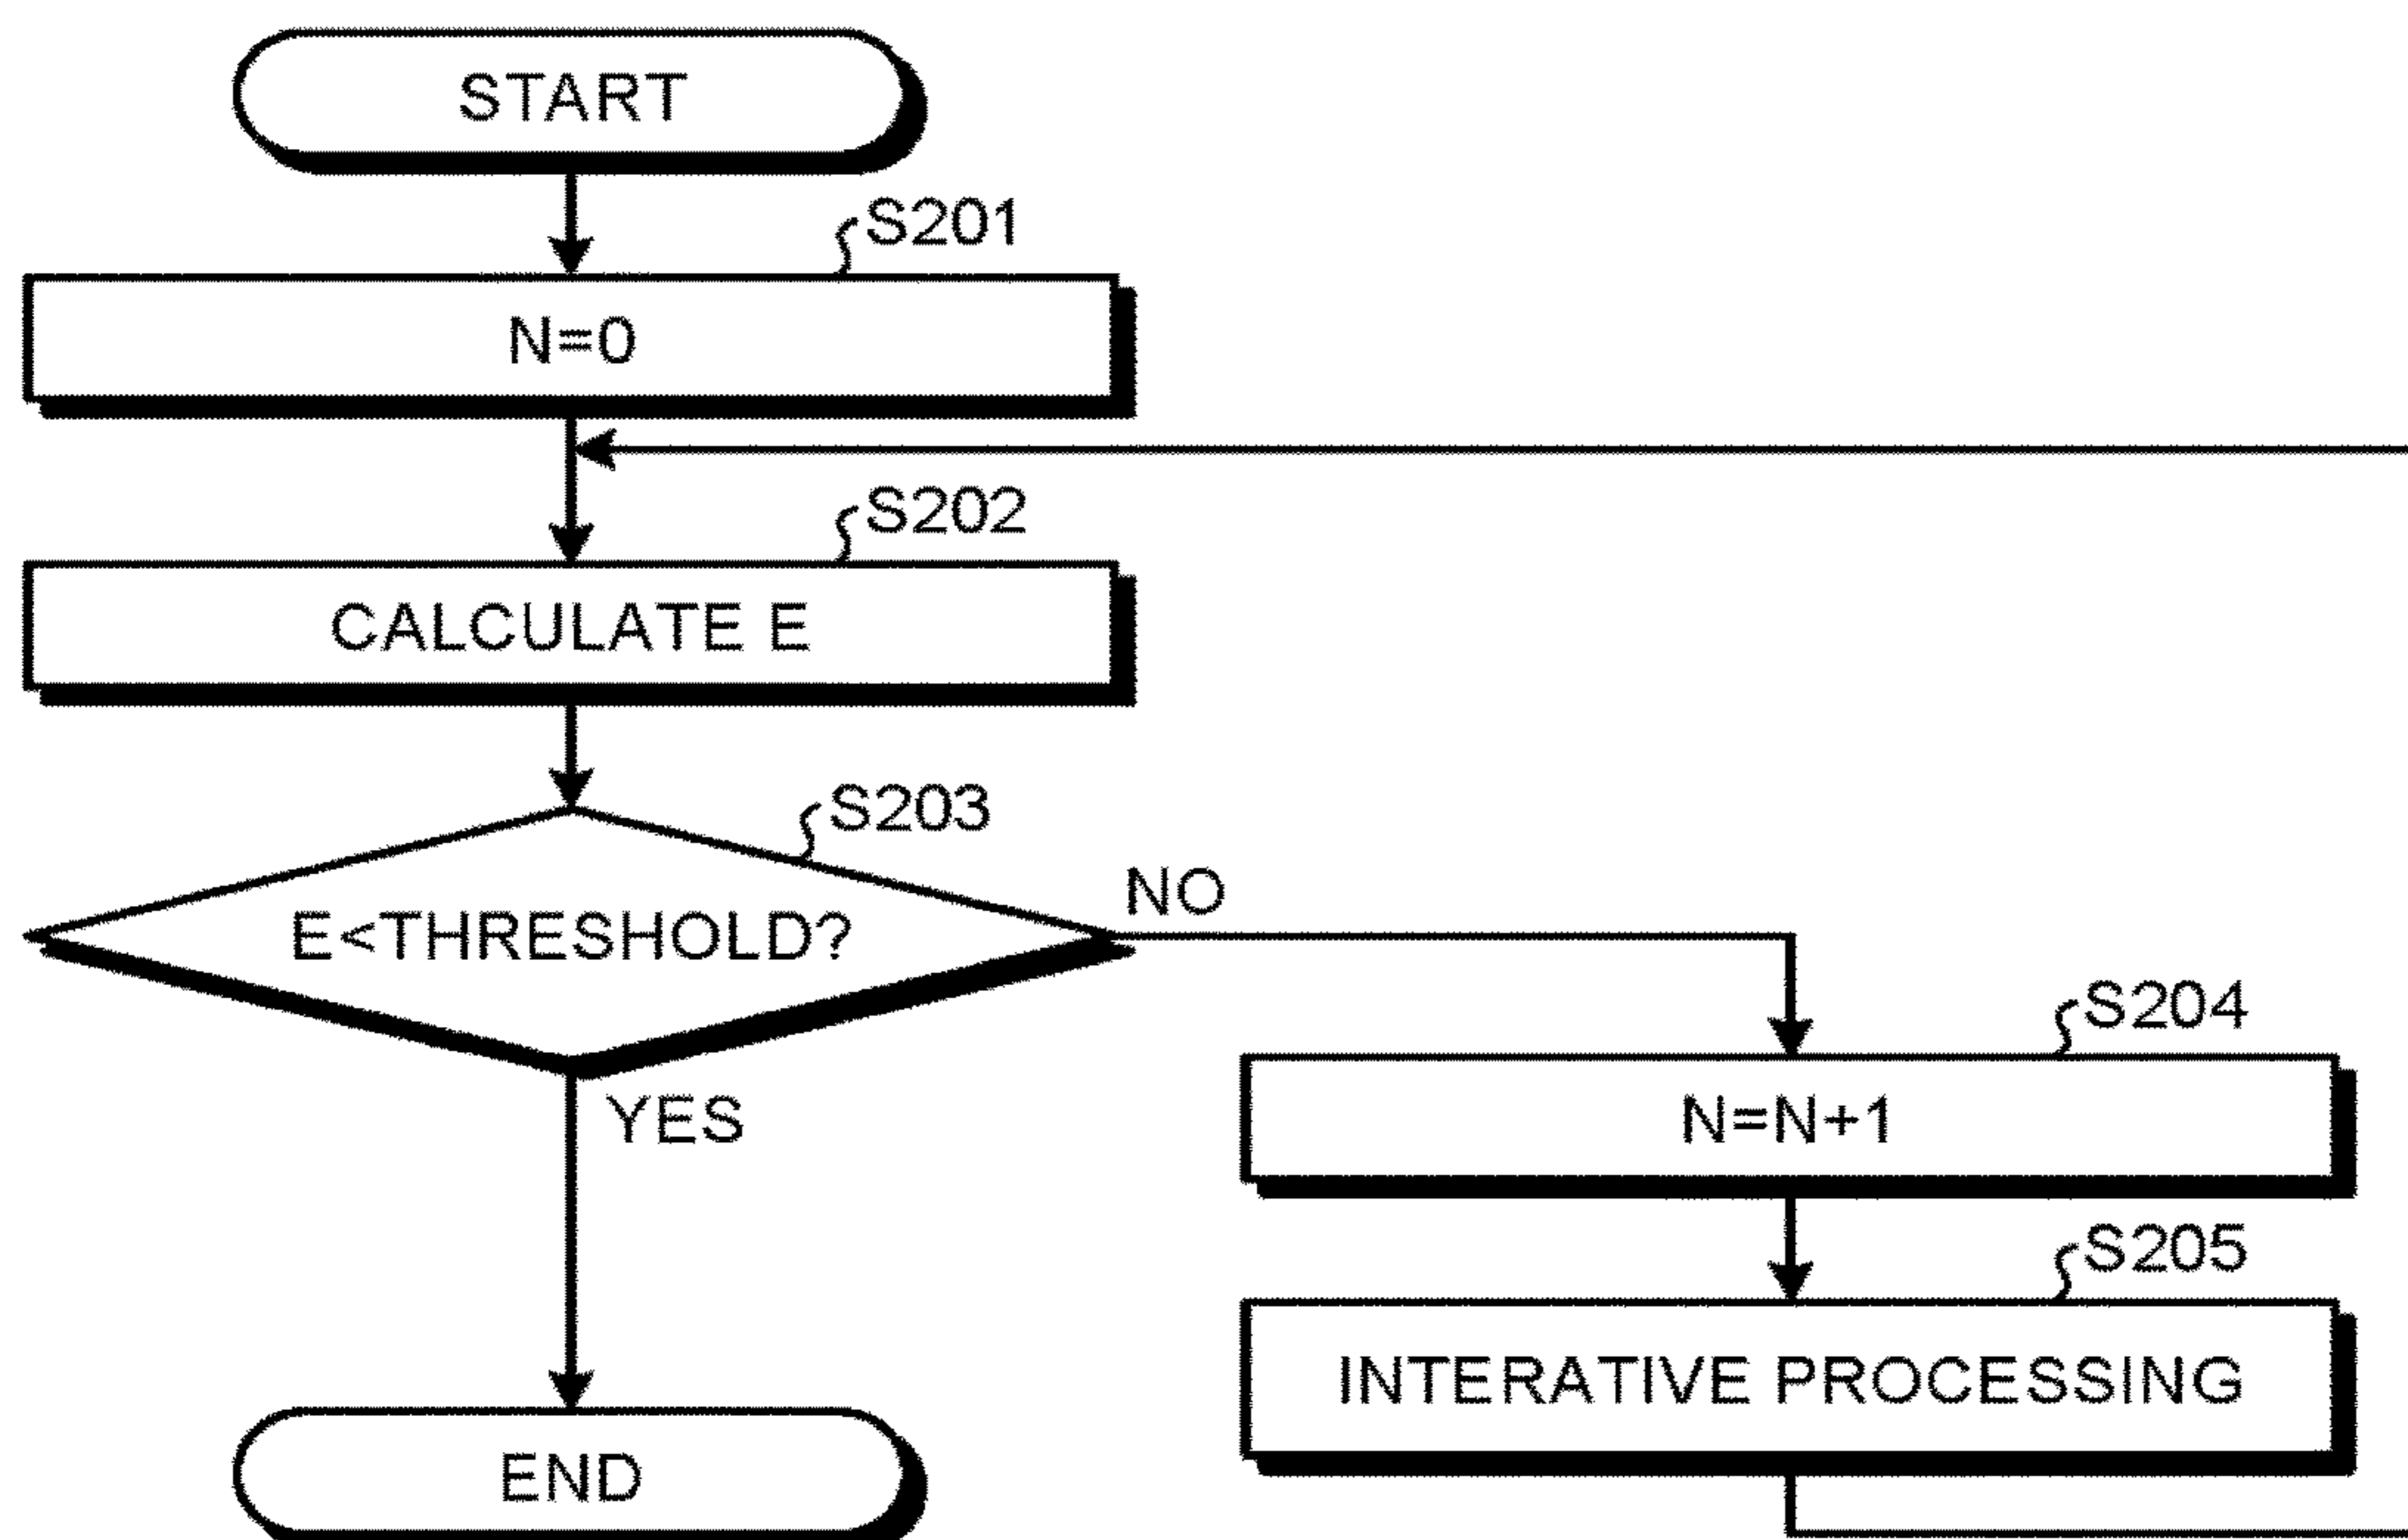 START
S201
N=0
S202
CALCULATE E
S203
E<THRESHOLD?
NO
YES
S204
N=N+1
S205
INTERATIVE PROCESSING
END